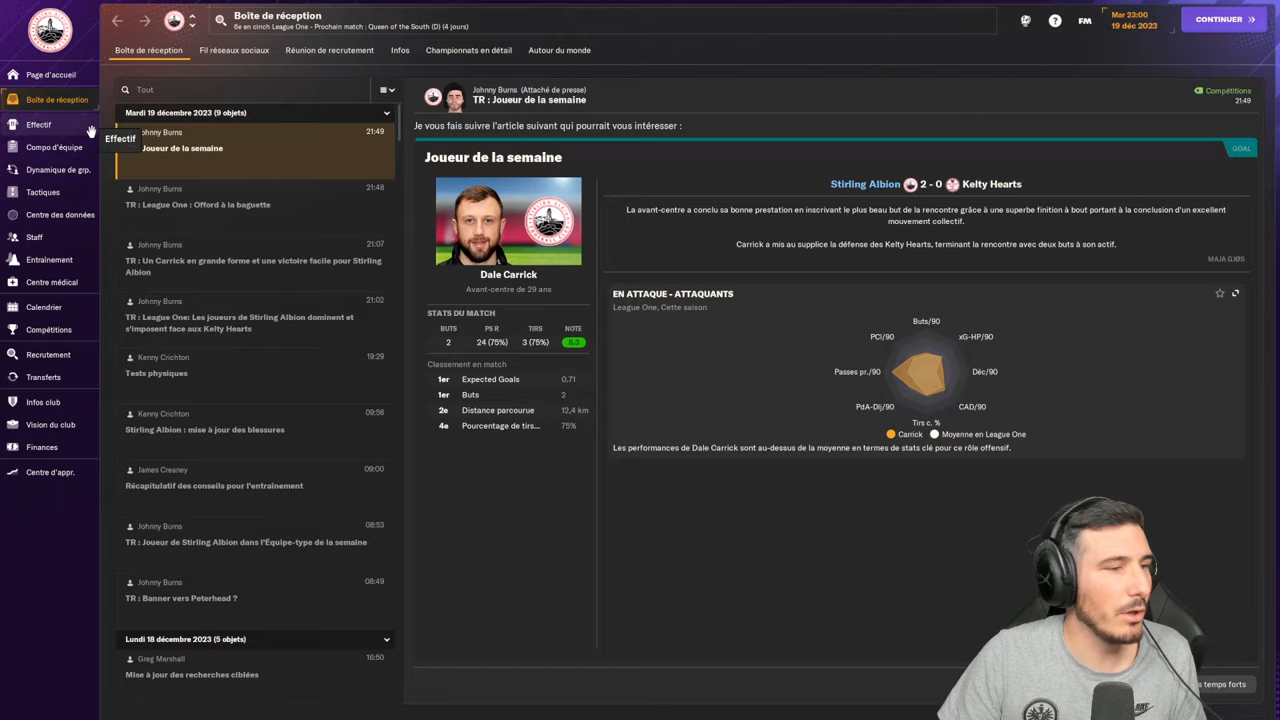 Boîte de réception
6e en cinch League One - Prochain match : Queen of the South (D) (4 jours)
FM
Mar 23:00
19 déc 2023
CONTINUER
Boîte de réception
Fil réseaux sociaux
Réunion de recrutement
Infos
Championnats en détail
Autour du monde
Page d'accueil
Boîte de réception
Effectif
Compo d'équipe
Dynamique de grp.
Tactiques
Centre des données
Staff
Entraînement
Centre médical
Calendrier
Compétitions
Recrutement
Transferts
Infos club
Vision du club
Finances
Centre d'appr.
Effectif
Tout
Mardi 19 décembre 2023 (9 objets)
Johnny Burns
21:49
Joueur de la semaine
Johnny Burns
21:48
TR : League One : Offord à la baguette
Johnny Burns
21:07
TR : Un Carrick en grande forme et une victoire facile pour Stirling
Albion
Johnny Burns
21:02
TR : League One: Les joueurs de Stirling Albion dominent et
s'imposent face aux Kelty Hearts
Kenny Crichton
19:29
Tests physiques
Kenny Crichton
09:56
Stirling Albion : mise à jour des blessures
James Creaney
09:00
Récapitulatif des conseils pour l'entraînement
Johnny Burns
08:53
TR : Joueur de Stirling Albion dans l'Équipe-type de la semaine
Johnny Burns
08:49
TR : Banner vers Peterhead ?
Lundi 18 décembre 2023 (5 objets)
Greg Marshall
16:50
Mise à jour des recherches ciblées
Johnny Burns (Attaché de presse)
TR : Joueur de la semaine
Compétitions
21:49
Je vous fais suivre l'article suivant qui pourrait vous intéresser :
GOAL
Joueur de la semaine
Dale Carrick
Avant-centre de 29 ans
STATS DU MATCH
BUTS PS R TIRS NOTE
2 24 (75%) 3 (75%) 8.3
Classement en match
1er Expected Goals 0.71
1er Buts 2
2e Distance parcourue 12,4 km
4e Pourcentage de tirs... 75%
Stirling Albion 2 - 0 Kelty Hearts
La avant-centre a conclu sa bonne prestation en inscrivant le plus beau but de la rencontre grâce à une superbe finition à bout portant à la conclusion d'un excellent
mouvement collectif.
Carrick a mis au supplice la défense des Kelty Hearts, terminant la rencontre avec deux buts à son actif.
MAJA GJØS
EN ATTAQUE - ATTAQUANTS
League One, Cette saison
Buts/90
PCl/90
xG-HP/90
Passes pr./90
Déc/90
PdA-Dij/90
CAD/90
Tirs c. %
Carrick
Moyenne en League One
Les performances de Dale Carrick sont au-dessus de la moyenne en termes de stats clé pour ce rôle offensif.
temps forts